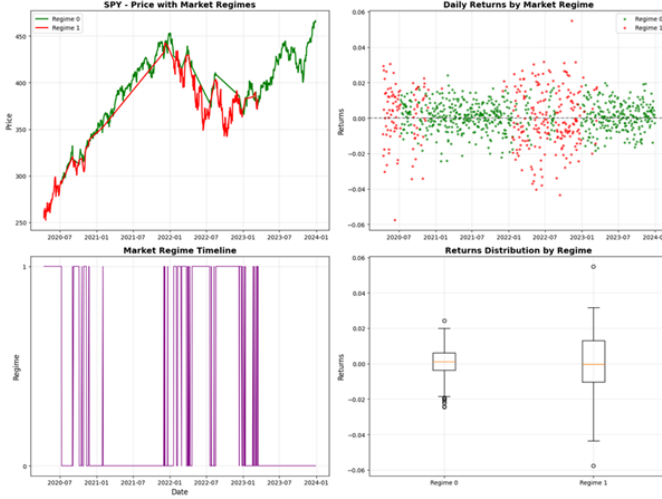 SPY - Price with Market Regimes
Regime 0
Regime 1
Price
450
400
350
300
250
2020-07 2021-01 2021-07 2022-01 2022-07 2023-01 2023-07 2024-01
Daily Returns by Market Regime
Regime 0
Regime 1
Returns
0.06
0.04
0.02
0.00
−0.02
−0.04
−0.06
2020-07 2021-01 2021-07 2022-01 2022-07 2023-01 2023-07 2024-0
Market Regime Timeline
Regime
1
0
2020-07 2021-01 2021-07 2022-01 2022-07 2023-01 2023-07 2024-01
Date
Returns Distribution by Regime
Returns
0.06
0.04
0.02
0.00
−0.02
−0.04
−0.06
Regime 0 Regime 1